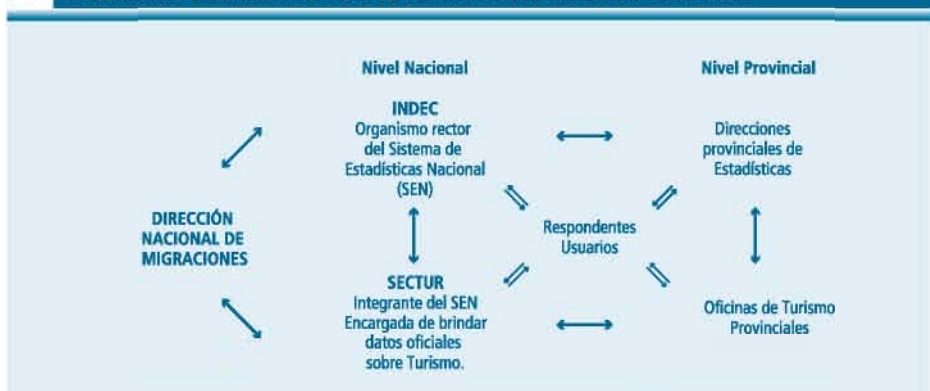 Nivel Nacional
Nivel Provincial
INDEC
Organismo rector
del Sistema de
Estadísticas Nacional
(SEN)
Direcciones
provinciales de
Estadísticas
DIRECCIÓN
NACIONAL DE
MIGRACIONES
Respondentes
Usuarios
SECTUR
Integrante del SEN
Encargada de brindar
datos oficiales
sobre Turismo.
Oficinas de Turismo
Provinciales